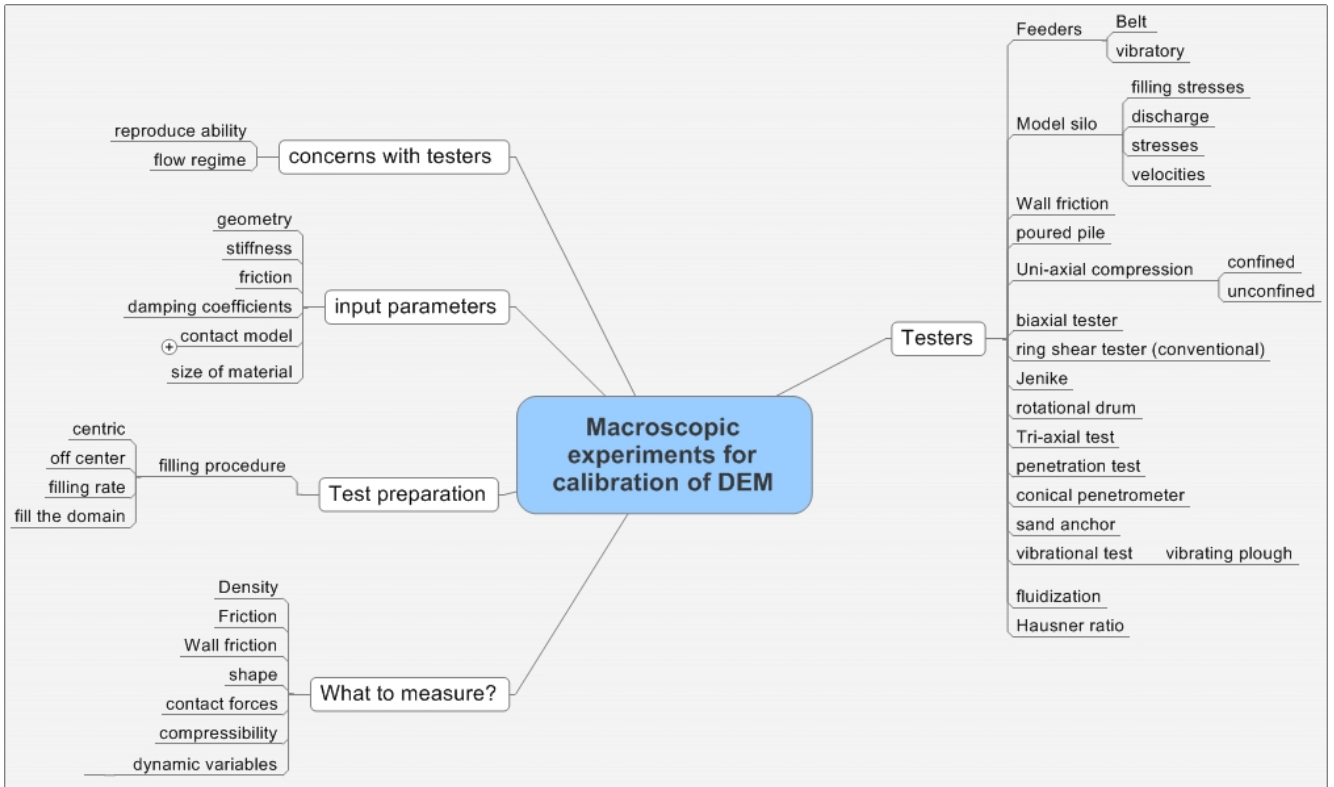 Macroscopic
experiments for
calibration of DEM
concerns with testers
reproduce ability
flow regime
input parameters
geometry
stiffness
friction
damping coefficients
contact model
size of material
Test preparation
filling procedure
centric
off center
filling rate
fill the domain
What to measure?
Density
Friction
Wall friction
shape
contact forces
compressibility
dynamic variables
Testers
Feeders
Belt
vibratory
Model silo
filling stresses
discharge
stresses
velocities
Wall friction
poured pile
Uni-axial compression
confined
unconfined
biaxial tester
ring shear tester (conventional)
Jenike
rotational drum
Tri-axial test
penetration test
conical penetrometer
sand anchor
vibrational test
vibrating plough
fluidization
Hausner ratio